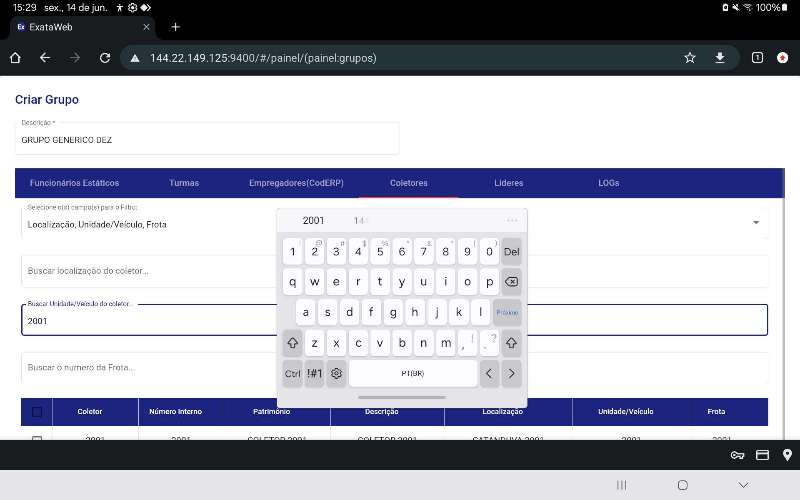 15:29 sex., 14 de jun. 100%
Ex ExataWeb
144.22.149.125:9400/#/painel/(painel:grupos)
1
Criar Grupo
Descrição *
GRUPO GENERICO DEZ
Funcionários Estáticos Turmas Empregadores(CodERP) Coletores Líderes LOGs
Selecione o(s) campo(s) para o Filtro:
Localização, Unidade/Veículo, Frota
Buscar localização do coletor...
Buscar Unidade/Veículo do coletor...
2001
Buscar o numero da Frota...
2001 ...
1 2 3 4 5 6 7 8 9 0 Del
q w e r t y u i o p
a s d f g h j k l Próximo
z x c v b n m , ! . ?
Ctrl !#1 PT(BR) < >
Coletor Número Interno Patrimônio Descrição Localização Unidade/Veículo Frota
2001 2001 COLETOR 2001 COLETOR 2001 CATANDUVA 2001 2001 2001